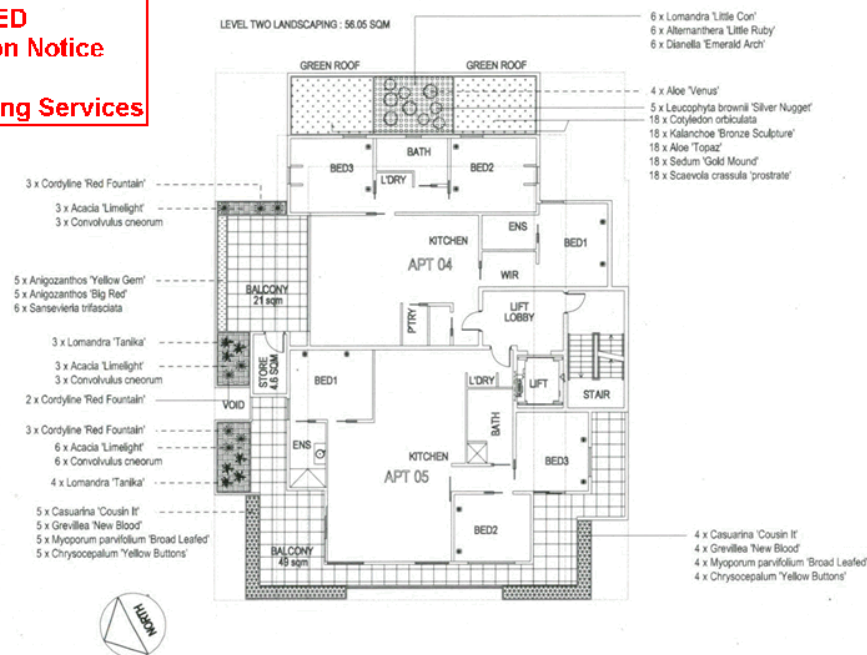 ED
on Notice
ng Services
LEVEL TWO LANDSCAPING : 56.05 SQM
6 x Lomandra 'Little Con'
6 x Alternanthera 'Little Ruby'
6 x Dianella 'Emerald Arch'
GREEN ROOF
GREEN ROOF
4 x Aloe 'Venus'
5 x Leucophyta brownii 'Silver Nugget'
18 x Cotyledon orbiculata
18 x Kalanchoe 'Bronze Sculpture'
18 x Aloe 'Topaz'
18 x Sedum 'Gold Mound'
18 x Scaevola crassula 'prostrate'
BED3
BATH
BED2
L'DRY
3 x Cordyline 'Red Fountain'
3 x Acacia 'Limelight'
3 x Convolvulus cneorum
KITCHEN
ENS
BED1
APT 04
WIR
5 x Anigozanthos 'Yellow Gem'
5 x Anigozanthos 'Big Red'
6 x Sansevieria trifasciata
BALCONY
21 sqm
PTRY
LIFT
LOBBY
3 x Lomandra 'Tanika'
3 x Acacia 'Limelight'
3 x Convolvulus cneorum
2 x Cordyline 'Red Fountain'
STORE
4.6 SQM
VOID
BED1
L'DRY
LIFT
STAIR
3 x Cordyline 'Red Fountain'
6 x Acacia 'Limelight'
6 x Convolvulus cneorum
4 x Lomandra 'Tanika'
ENS
KITCHEN
BATH
BED3
APT 05
5 x Casuarina 'Cousin It'
5 x Grevillea 'New Blood'
5 x Myoporum parvifolium 'Broad Leafed'
5 x Chrysocepalum 'Yellow Buttons'
BALCONY
49 sqm
BED2
4 x Casuarina 'Cousin It'
4 x Grevillea 'New Blood'
4 x Myoporum parvifolium 'Broad Leafed'
4 x Chrysocepalum 'Yellow Buttons'
NORTH